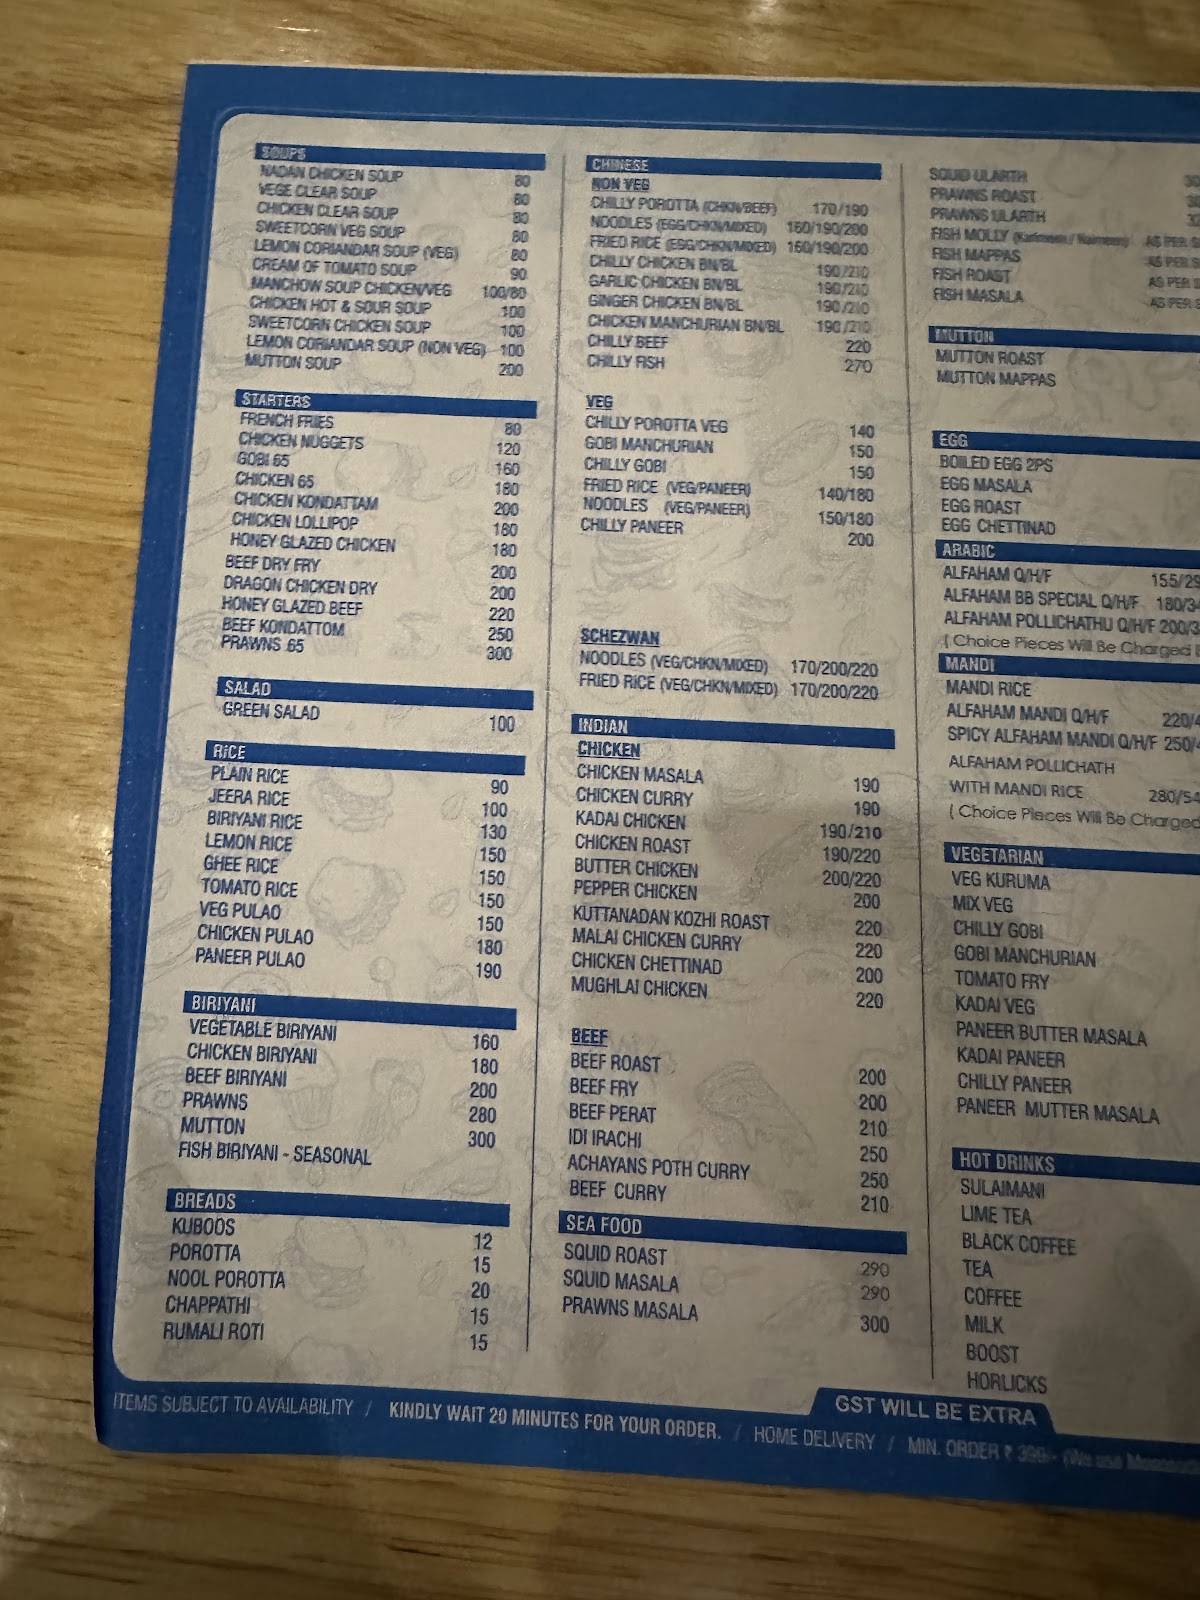 SOUPS
NADAN CHICKEN SOUP 80
VEGE CLEAR SOUP 80
CHICKEN CLEAR SOUP 80
SWEETCORN VEG SOUP 80
LEMON CORIANDAR SOUP (VEG) 80
CREAM OF TOMATO SOUP 90
MANCHOW SOUP CHICKEN/VEG 100/80
CHICKEN HOT & SOUR SOUP 100
SWEETCORN CHICKEN SOUP 100
LEMON CORIANDAR SOUP (NON VEG) 100
MUTTON SOUP 200
STARTERS
FRENCH FRIES 80
CHICKEN NUGGETS 120
GOBI 65 160
CHICKEN 65 180
CHICKEN KONDATTAM 200
CHICKEN LOLLIPOP 180
HONEY GLAZED CHICKEN 180
BEEF DRY FRY 200
DRAGON CHICKEN DRY 200
HONEY GLAZED BEEF 220
BEEF KONDATTOM 250
PRAWNS 65 300
SALAD
GREEN SALAD 100
RICE
PLAIN RICE 90
JEERA RICE 100
BIRIYANI RICE 130
LEMON RICE 150
GHEE RICE 150
TOMATO RICE 150
VEG PULAO 150
CHICKEN PULAO 180
PANEER PULAO 190
BIRIYANI
VEGETABLE BIRIYANI 160
CHICKEN BIRIYANI 180
BEEF BIRIYANI 200
PRAWNS 280
MUTTON 300
FISH BIRIYANI - SEASONAL
BREADS
KUBOOS 12
POROTTA 15
NOOL POROTTA 20
CHAPPATHI 15
RUMALI ROTI 15
CHINESE
NON VEG
CHILLY POROTTA (CHKN/BEEF) 170/190
NOODLES (EGG/CHKN/MIXED) 160/190/200
FRIED RICE (EGG/CHKN/MIXED) 160/190/200
CHILLY CHICKEN BN/BL 190/210
GARLIC CHICKEN BN/BL 190/210
GINGER CHICKEN BN/BL 190/210
CHICKEN MANCHURIAN BN/BL 190/210
CHILLY BEEF 220
CHILLY FISH 270
VEG
CHILLY POROTTA VEG 140
GOBI MANCHURIAN 150
CHILLY GOBI 150
FRIED RICE (VEG/PANEER) 140/180
NOODLES (VEG/PANEER) 150/180
CHILLY PANEER 200
SCHEZWAN
NOODLES (VEG/CHKN/MIXED) 170/200/220
FRIED RICE (VEG/CHKN/MIXED) 170/200/220
INDIAN
CHICKEN
CHICKEN MASALA 190
CHICKEN CURRY 190
KADAI CHICKEN 190/210
CHICKEN ROAST 190/220
BUTTER CHICKEN 200/220
PEPPER CHICKEN 200
KUTTANADAN KOZHI ROAST 220
MALAI CHICKEN CURRY 220
CHICKEN CHETTINAD 200
MUGHLAI CHICKEN 220
BEEF
BEEF ROAST 200
BEEF FRY 200
BEEF PERAT 210
IDI IRACHI 250
ACHAYANS POTH CURRY 250
BEEF CURRY 210
SEA FOOD
SQUID ROAST 290
SQUID MASALA 290
PRAWNS MASALA 300
SQUID ULARTH
PRAWNS ROAST
PRAWNS ULARTH
FISH MOLLY AS PER
FISH MAPPAS AS PER
FISH ROAST AS PER
FISH MASALA AS PER
MUTTON
MUTTON ROAST
MUTTON MAPPAS
EGG
BOILED EGG 2PS
EGG MASALA
EGG ROAST
EGG CHETTINAD
ARABIC
ALFAHAM Q/H/F 155/29
ALFAHAM BB SPECIAL Q/H/F 180/3
ALFAHAM POLLICHATHU Q/H/F 200/3
( Choice Pieces Will Be Charged
MANDI
MANDI RICE
ALFAHAM MANDI Q/H/F 220/4
SPICY ALFAHAM MANDI Q/H/F 250/
ALFAHAM POLLICHATH
WITH MANDI RICE 280/54
( Choice Pieces Will Be Charged
VEGETARIAN
VEG KURUMA
MIX VEG
CHILLY GOBI
GOBI MANCHURIAN
TOMATO FRY
KADAI VEG
PANEER BUTTER MASALA
KADAI PANEER
CHILLY PANEER
PANEER MUTTER MASALA
HOT DRINKS
SULAIMANI
LIME TEA
BLACK COFFEE
TEA
COFFEE
MILK
BOOST
HORLICKS
GST WILL BE EXTRA
ITEMS SUBJECT TO AVAILABILITY / KINDLY WAIT 20 MINUTES FOR YOUR ORDER. / HOME DELIVERY / MIN. ORDER ₹ 399/- (We use